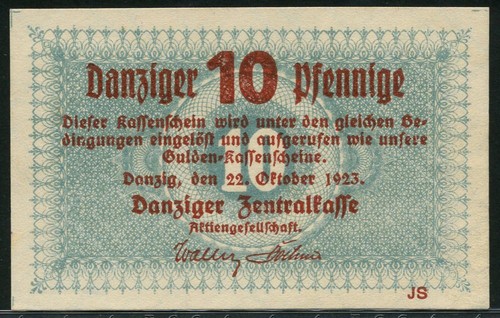 Danziger 10 Pfennige
Dieser Kassenschein wird unter den gleichen Be-
dingungen eingelöst und aufgerufen wie unsere
Gulden-Kassenscheine.
10
Danzig, den 22. Oktober 1923.
Danziger Zentralkasse
Aktiengesellschaft.
JS